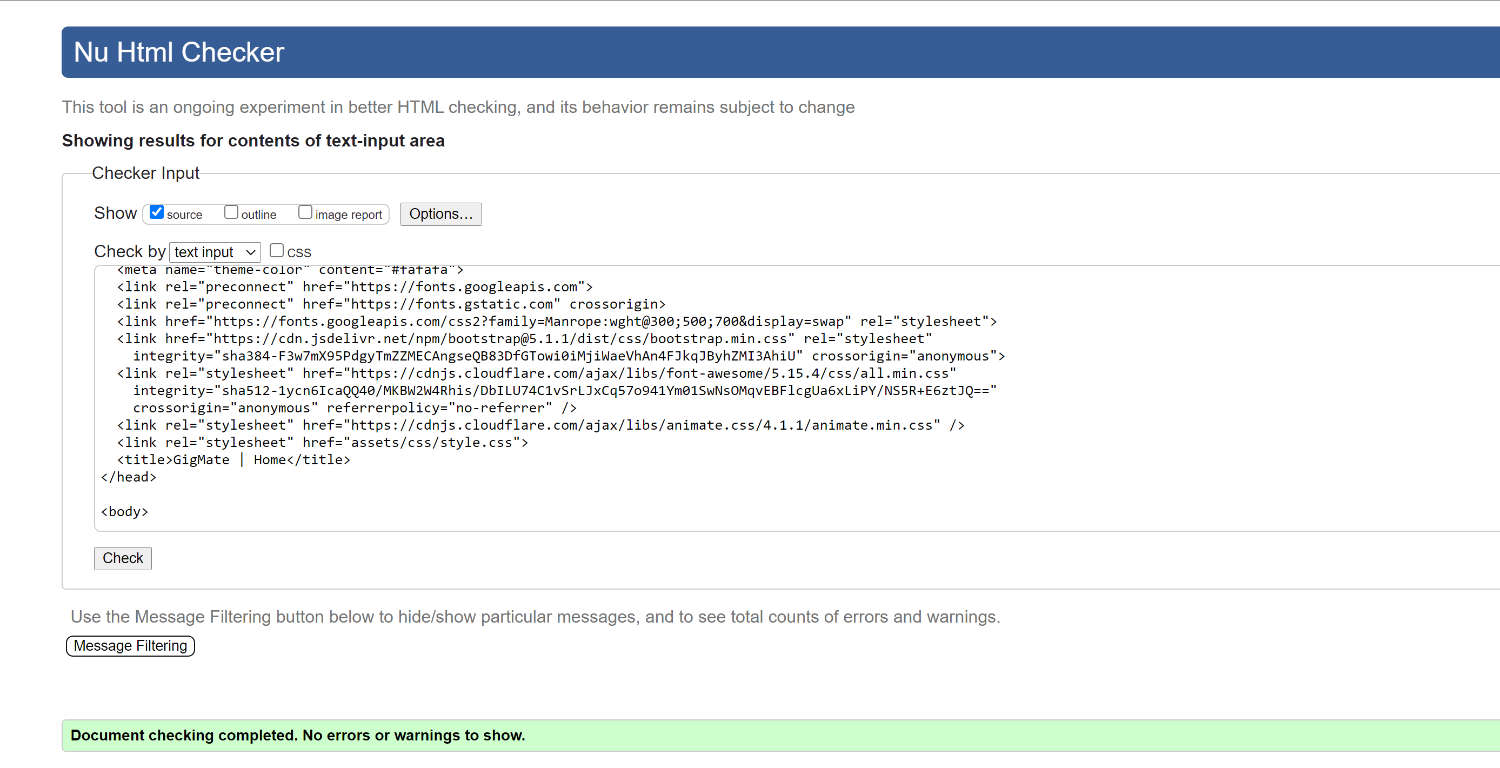 Nu Html Checker
This tool is an ongoing experiment in better HTML checking, and its behavior remains subject to change
Showing results for contents of text-input area
Checker Input
Show source outline image report Options...
Check by text input css
<meta name="theme-color" content="#fafafa">
<link rel="preconnect" href="https://fonts.googleapis.com">
<link rel="preconnect" href="https://fonts.gstatic.com" crossorigin>
<link href="https://fonts.googleapis.com/css2?family=Manrope:wght@300;500;700&display=swap" rel="stylesheet">
<link href="https://cdn.jsdelivr.net/npm/bootstrap@5.1.1/dist/css/bootstrap.min.css" rel="stylesheet"
integrity="sha384-F3w7mX95PdgyTmZZMECAngseQB83DfGTowi0iMjiWaeVhAn4FJkqJByhZMI3AhiU" crossorigin="anonymous">
<link rel="stylesheet" href="https://cdnjs.cloudflare.com/ajax/libs/font-awesome/5.15.4/css/all.min.css"
integrity="sha512-1ycn6IcaQQ40/MKBW2W4Rhis/DbILU74C1vSrLJxCq57o941Ym01SwNsOMqvEBFlcgUa6xLiPY/NS5R+E6ztJQ=="
crossorigin="anonymous" referrerpolicy="no-referrer" />
<link rel="stylesheet" href="https://cdnjs.cloudflare.com/ajax/libs/animate.css/4.1.1/animate.min.css" />
<link rel="stylesheet" href="assets/css/style.css">
<title>GigMate | Home</title>
</head>
<body>
Check
Use the Message Filtering button below to hide/show particular messages, and to see total counts of errors and warnings.
Message Filtering
Document checking completed. No errors or warnings to show.